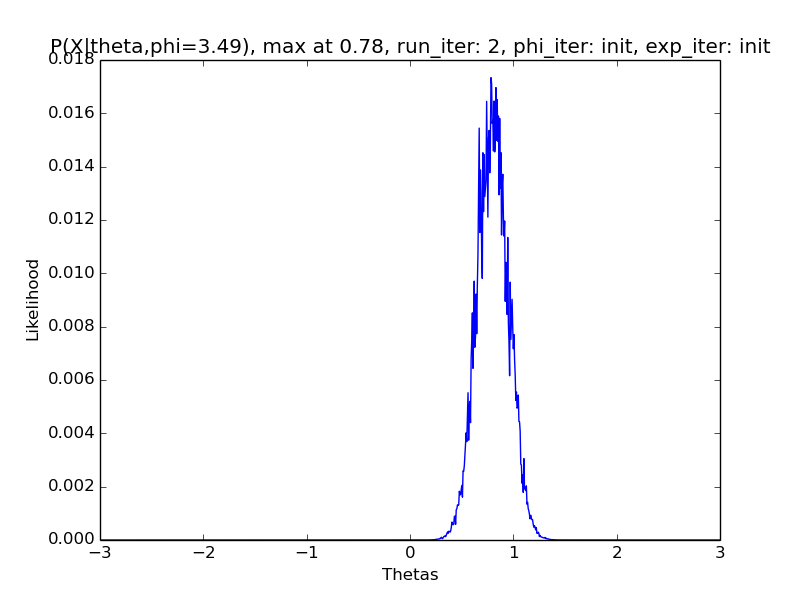 P(X|theta,phi=3.49), max at 0.78, run_iter: 2, phi_iter: init, exp_iter: init
0.018
0.016
0.014
0.012
0.010
0.008
0.006
0.004
0.002
0.000
Likelihood
−3 −2 −1 0 1 2 3
Thetas